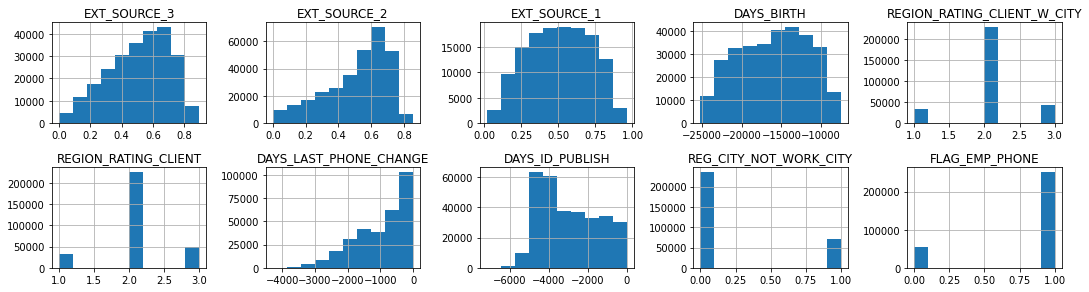 EXT_SOURCE_3
40000
30000
20000
10000
0
0.0 0.2 0.4 0.6 0.8
EXT_SOURCE_2
60000
40000
20000
0
0.0 0.2 0.4 0.6 0.8
EXT_SOURCE_1
15000
10000
5000
0
0.00 0.25 0.50 0.75 1.00
DAYS_BIRTH
40000
30000
20000
10000
0
−25000 −20000 −15000 −10000
REGION_RATING_CLIENT_W_CITY
200000
150000
100000
50000
0
1.0 1.5 2.0 2.5 3.0
REGION_RATING_CLIENT
200000
150000
100000
50000
0
1.0 1.5 2.0 2.5 3.0
DAYS_LAST_PHONE_CHANGE
100000
75000
50000
25000
0
−4000 −3000 −2000 −1000 0
DAYS_ID_PUBLISH
60000
40000
20000
0
−6000 −4000 −2000 0
REG_CITY_NOT_WORK_CITY
200000
150000
100000
50000
0
0.00 0.25 0.50 0.75 1.00
FLAG_EMP_PHONE
200000
100000
0
0.00 0.25 0.50 0.75 1.00